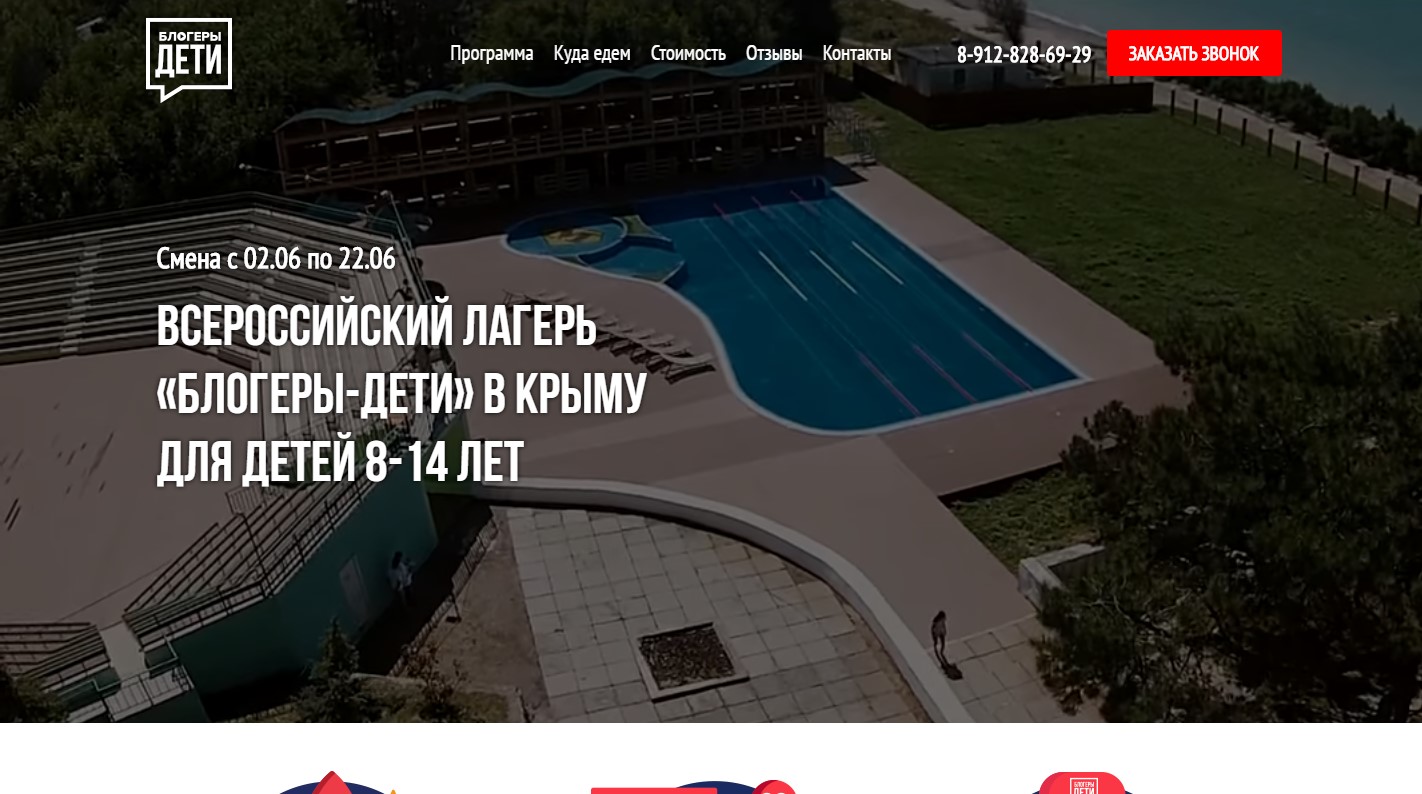 БЛОГЕРЫ
ДЕТИ
Программа Куда едем Стоимость Отзывы Контакты 8-912-828-69-29 ЗАКАЗАТЬ ЗВОНОК
Смена с 02.06 по 22.06
ВСЕРОССИЙСКИЙ ЛАГЕРЬ
«БЛОГЕРЫ-ДЕТИ» В КРЫМУ
ДЛЯ ДЕТЕЙ 8-14 ЛЕТ
БЛОГЕРЫ
ДЕТИ